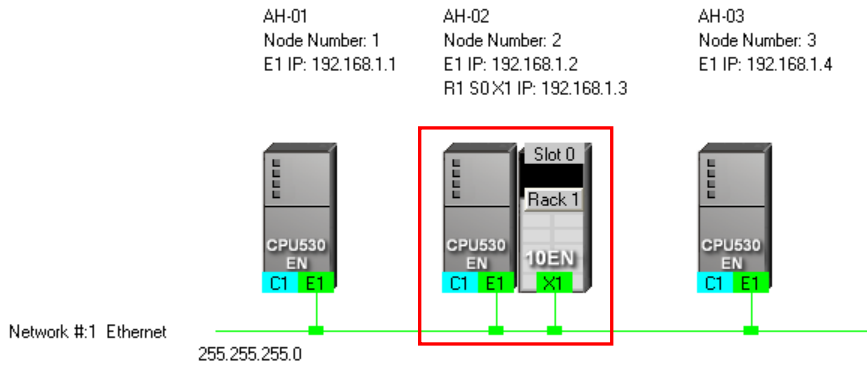 AH-01
Node Number: 1
E1 IP: 192.168.1.1
AH-02
Node Number: 2
E1 IP: 192.168.1.2
R1 S0 X1 IP: 192.168.1.3
AH-03
Node Number: 3
E1 IP: 192.168.1.4
CPU530
EN
C1 E1
CPU530
EN
C1 E1
Slot 0
Rack 1
10EN
X1
CPU530
EN
C1 E1
Network #:1 Ethernet
255.255.255.0